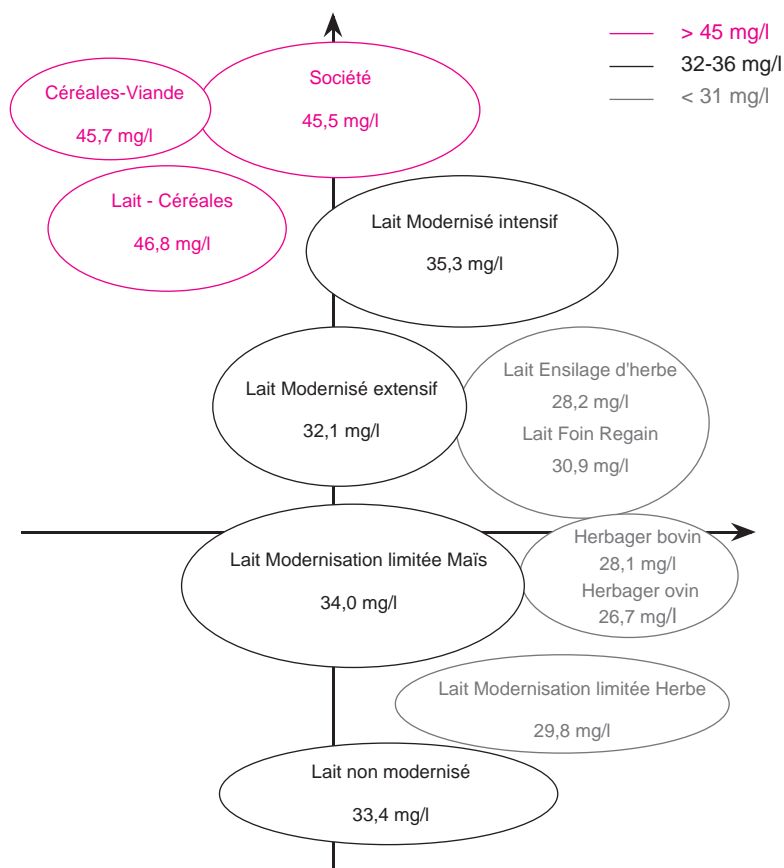 > 45 mg/l
32-36 mg/l
< 31 mg/l
Société
45,5 mg/l
Céréales-Viande
45,7 mg/l
Lait - Céréales
46,8 mg/l
Lait Modernisé intensif
35,3 mg/l
Lait Modernisé extensif
32,1 mg/l
Lait Ensilage d'herbe
28,2 mg/l
Lait Foin Regain
30,9 mg/l
Lait Modernisation limitée Maïs
34,0 mg/l
Herbager bovin
28,1 mg/l
Herbager ovin
26,7 mg/l
Lait Modernisation limitée Herbe
29,8 mg/l
Lait non modernisé
33,4 mg/l